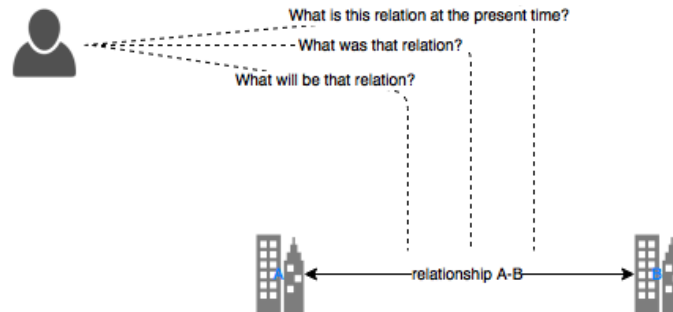 What is this relation at the present time?
What was that relation?
What will be that relation?
A
relationship A-B
B